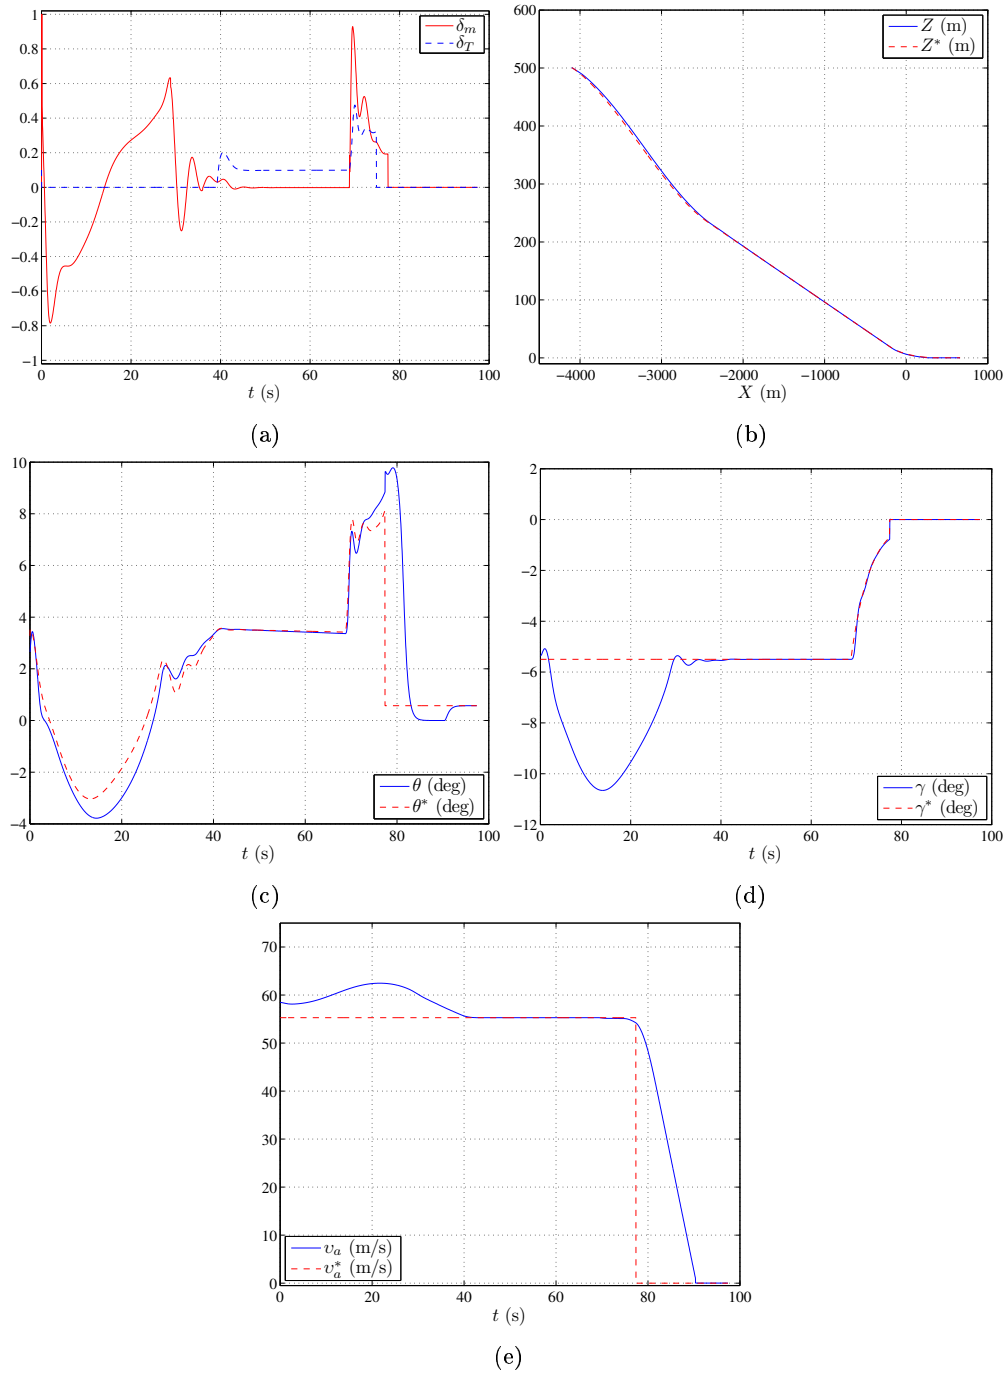 1
0.8
0.6
0.4
0.2
0
−0.2
−0.4
−0.6
−0.8
−1
0 20 40 60 80 100
δm
δT
t (s)
(a)
600
500
400
300
200
100
0
−4000 −3000 −2000 −1000 0 1000
Z (m)
Z* (m)
X (m)
(b)
10
8
6
4
2
0
−2
−4
0 20 40 60 80 100
θ (deg)
θ* (deg)
t (s)
(c)
2
0
−2
−4
−6
−8
−10
−12
0 20 40 60 80 100
γ (deg)
γ* (deg)
t (s)
(d)
70
60
50
40
30
20
10
0
0 20 40 60 80 100
va (m/s)
va* (m/s)
t (s)
(e)